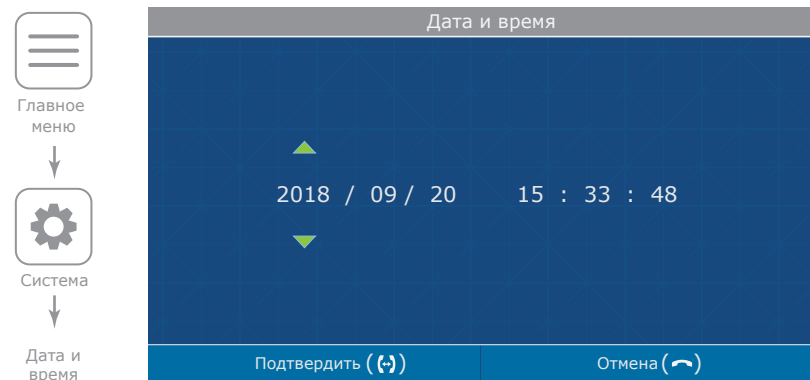 Главное
меню
Система
Дата и
время
Дата и время
2018 / 09 / 20 15 : 33 : 48
Подтвердить ( ) Отмена ( )